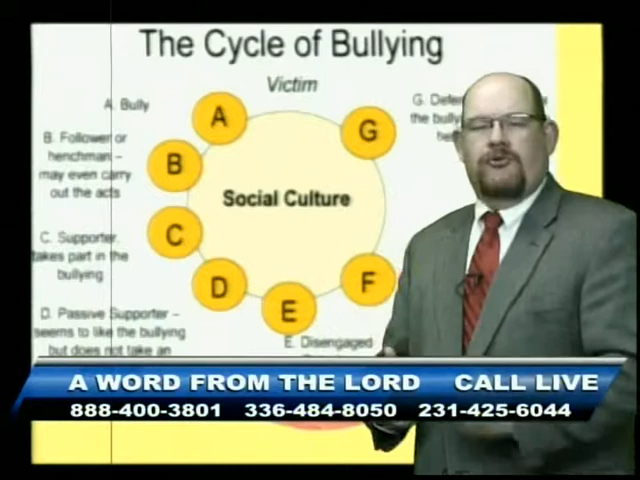 The Cycle of Bullying
Victim
A. Bully
G. Defe
the bully
he
B. Follower or
henchman –
may even carry
out the acts
A
G
B
Social Culture
C
C. Supporter.
takes part in the
bullying
D
F
E
D. Passive Supporter –
seems to like the bullying
but does not take an
E. Disengaged
A WORD FROM THE LORD CALL LIVE
888-400-3801 336-484-8050 231-425-6044